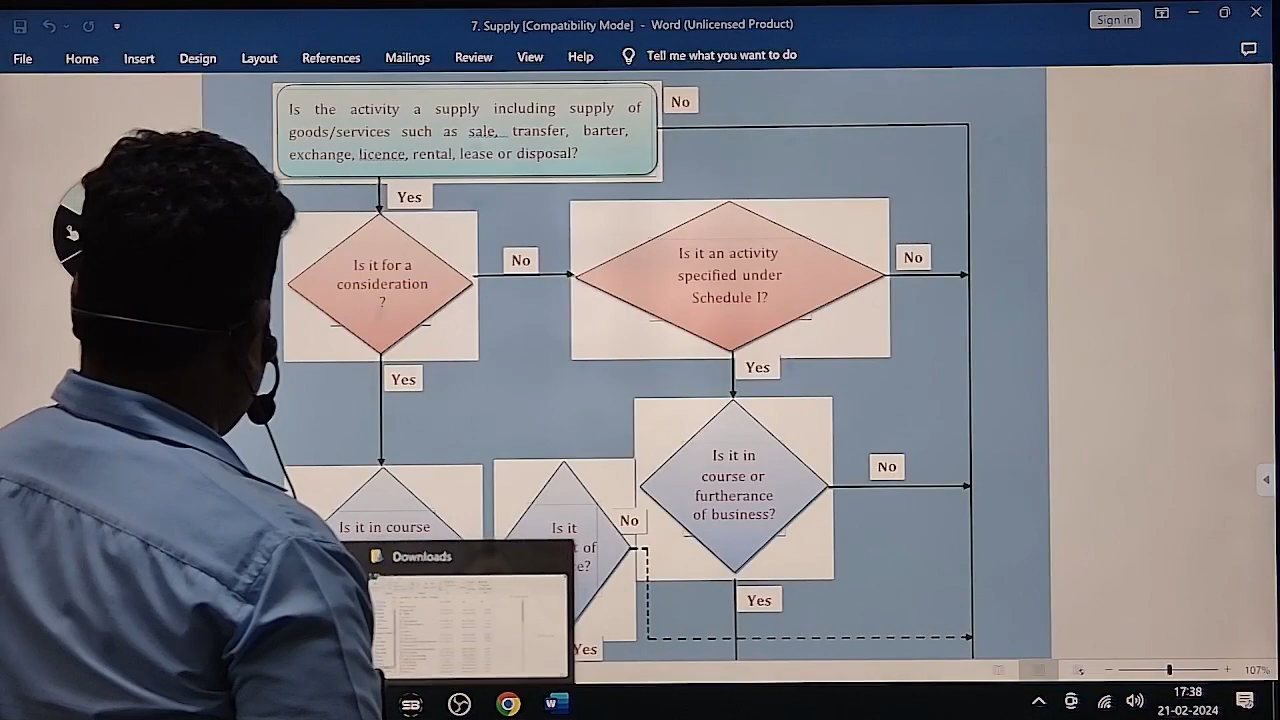 7. Supply [Compatibility Mode] - Word (Unlicensed Product)
Sign in
File Home Insert Design Layout References Mailings Review View Help Tell me what you want to do
Is the activity a supply including supply of
goods/services such as sale, transfer, barter,
exchange, licence, rental, lease or disposal?
No
Yes
Is it for a
consideration
?
No
Is it an activity
specified under
Schedule I?
No
Yes
Yes
Is it in
course or
furtherance
of business?
No
Is it in course
Is it
of
No
Yes
Yes
Downloads
107%
17:38
21-02-2024